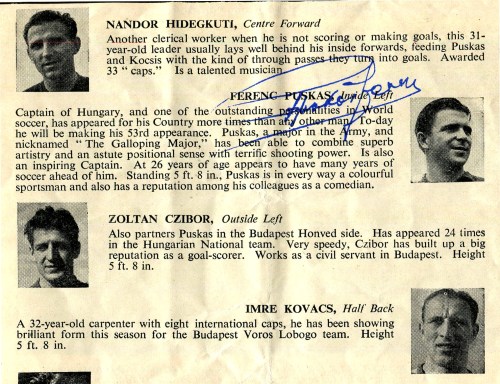 NANDOR HIDEGKUTI, Centre Forward
Another clerical worker when he is not scoring or making goals, this 31-
year-old leader usually lays well behind his inside forwards, feeding Puskas
and Kocsis with the kind of through passes they turn into goals. Awarded
33 “ caps.” Is a talented musician.
FERENC PUSKAS, Inside Left
Captain of Hungary, and one of the outstanding personalities in World
soccer, has appeared for his Country more times than any other man. To-day
he will be making his 53rd appearance. Puskas, a major in the Army, and
nicknamed “ The Galloping Major,” has been able to combine superb
artistry and an astute positional sense with terrific shooting power. Is also
an inspiring Captain. At 26 years of age appears to have many years of
soccer ahead of him. Standing 5 ft. 8 in., Puskas is in every way a colourful
sportsman and also has a reputation among his colleagues as a comedian.
ZOLTAN CZIBOR, Outside Left
Also partners Puskas in the Budapest Honved side. Has appeared 24 times
in the Hungarian National team. Very speedy, Czibor has built up a big
reputation as a goal-scorer. Works as a civil servant in Budapest. Height
5 ft. 8 in.
IMRE KOVACS, Half Back
A 32-year-old carpenter with eight international caps, he has been showing
brilliant form this season for the Budapest Voros Lobogo team. Height
5 ft. 8 in.